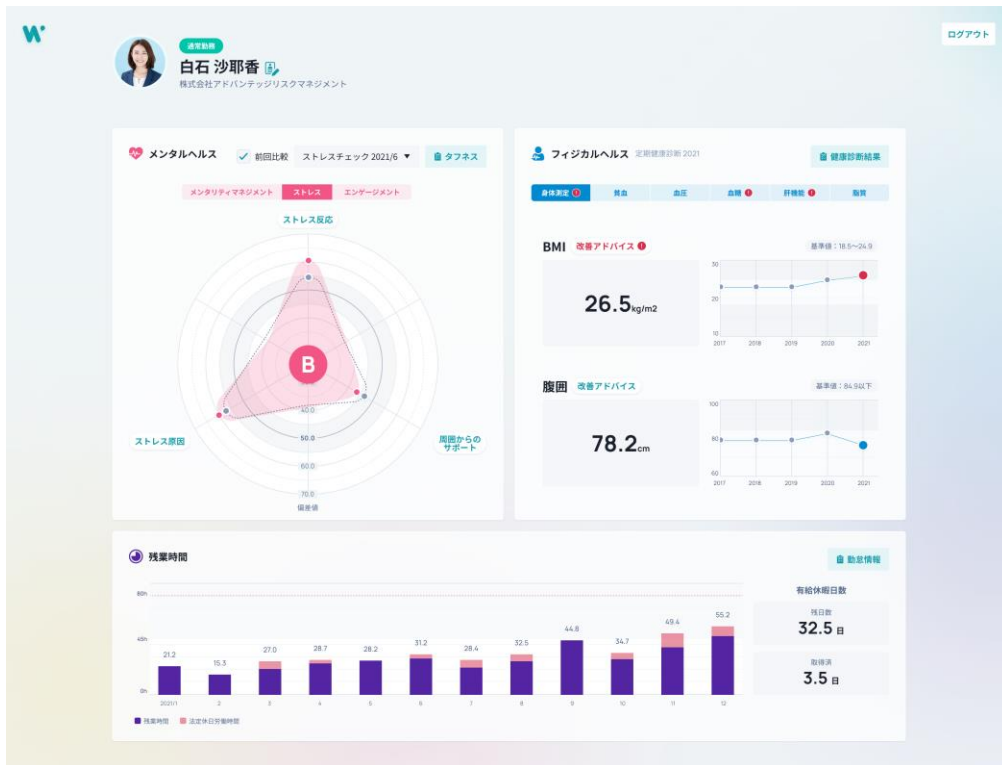 W
ログアウト
通常勤務
白石 沙耶香
株式会社アドバンテッジリスクマネジメント
メンタルヘルス
前回比較
ストレスチェック 2021/6 ▼
タフネス
メンタリティマネジメント ストレス エンゲージメント
ストレス反応
B
40.0
50.0
60.0
70.0
偏差値
ストレス原因
周囲からの
サポート
フィジカルヘルス 定期健康診断 2021
健康診断結果
身体測定 貧血 血圧 血糖 肝機能 脂質
BMI 改善アドバイス
基準値：18.5〜24.9
26.5kg/m2
30
20
10
2017 2018 2019 2020 2021
腹囲 改善アドバイス
基準値：84.9以下
78.2cm
100
80
60
2017 2018 2019 2020 2021
残業時間
勤怠情報
80h
45h
0h
21.2 15.3 27.0 28.7 28.2 31.2 28.4 32.5 44.8 34.7 49.4 55.2
2021/1 2 3 4 5 6 7 8 9 10 11 12
残業時間 法定休日労働時間
有給休暇日数
残日数
32.5 日
取得済
3.5 日